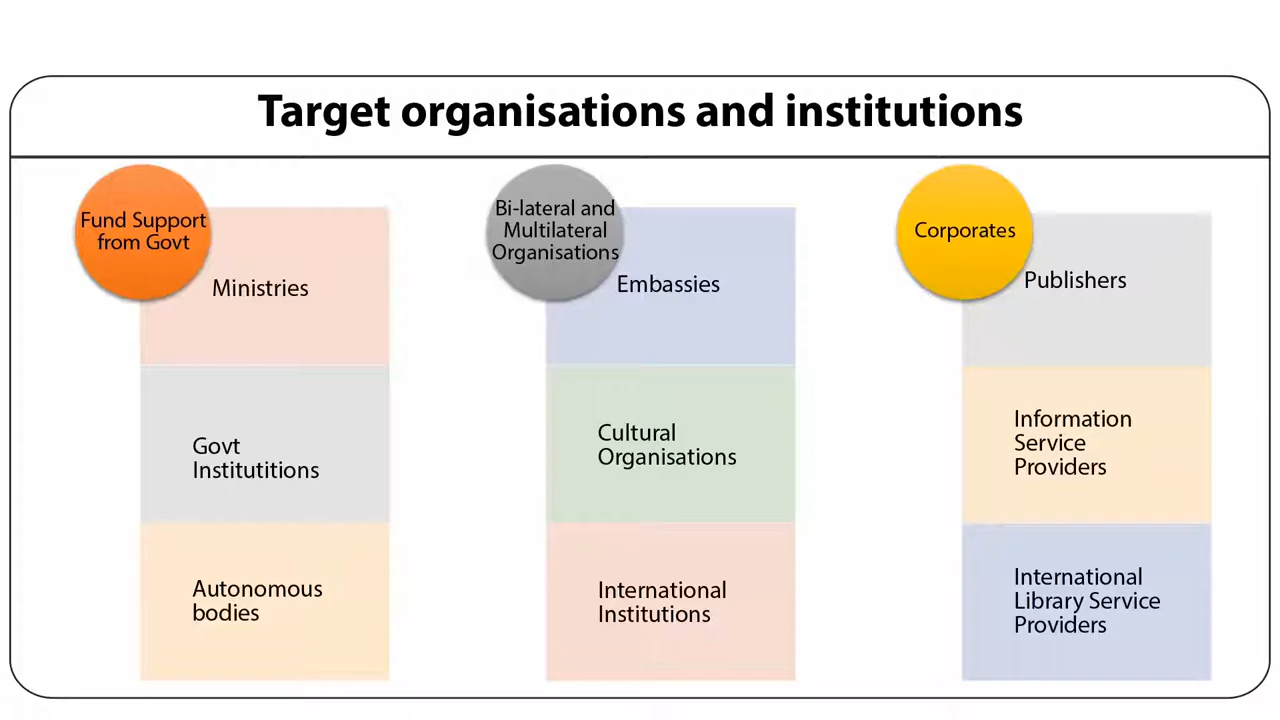 Target organisations and institutions
Fund Support
from Govt
Ministries
Govt
Institutitions
Autonomous
bodies
Bi-lateral and
Multilateral
Organisations
Embassies
Cultural
Organisations
International
Institutions
Corporates
Publishers
Information
Service
Providers
International
Library Service
Providers